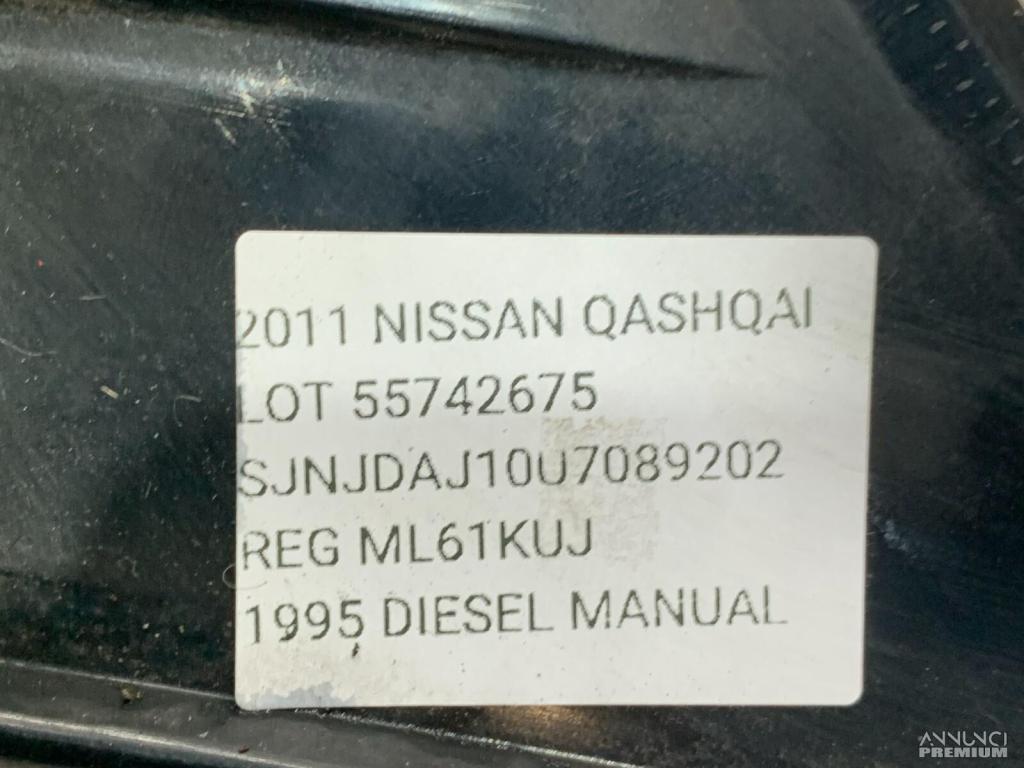 2011 NISSAN QASHQAI
LOT 55742675
SJNJDAJ10U7089202
REG ML61KUJ
1995 DIESEL MANUAL
ANNUNCI
PREMIUM